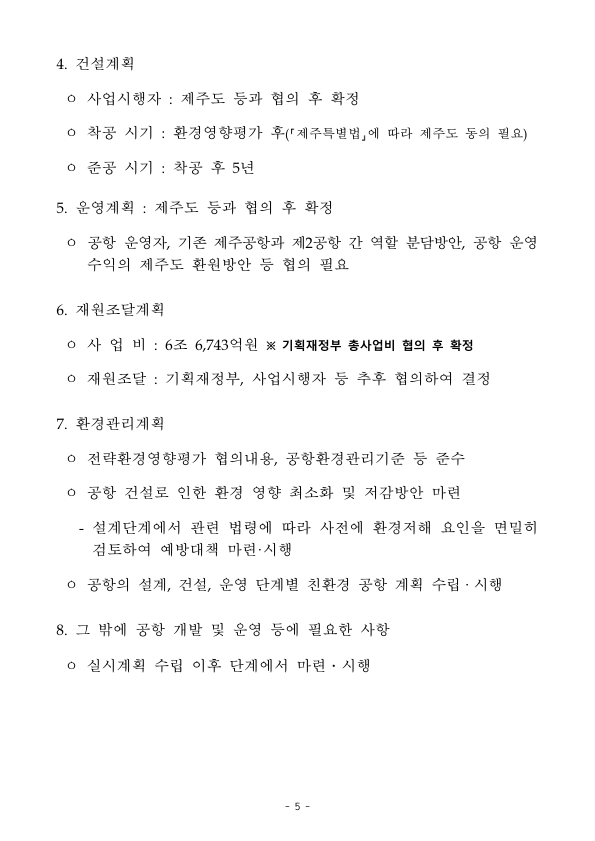 4. 건설계획
ㅇ 사업시행자 : 제주도 등과 협의 후 확정
ㅇ 착공 시기 : 환경영향평가 후(「제주특별법」에 따라 제주도 동의 필요)
ㅇ 준공 시기 : 착공 후 5년
5. 운영계획 : 제주도 등과 협의 후 확정
ㅇ 공항 운영자, 기존 제주공항과 제2공항 간 역할 분담방안, 공항 운영
수익의 제주도 환원방안 등 협의 필요
6. 재원조달계획
ㅇ 사 업 비 : 6조 6,743억원 ※ 기획재정부 총사업비 협의 후 확정
ㅇ 재원조달 : 기획재정부, 사업시행자 등 추후 협의하여 결정
7. 환경관리계획
ㅇ 전략환경영향평가 협의내용, 공항환경관리기준 등 준수
ㅇ 공항 건설로 인한 환경 영향 최소화 및 저감방안 마련
- 설계단계에서 관련 법령에 따라 사전에 환경저해 요인을 면밀히
검토하여 예방대책 마련·시행
ㅇ 공항의 설계, 건설, 운영 단계별 친환경 공항 계획 수립 · 시행
8. 그 밖에 공항 개발 및 운영 등에 필요한 사항
ㅇ 실시계획 수립 이후 단계에서 마련・시행
- 5 -